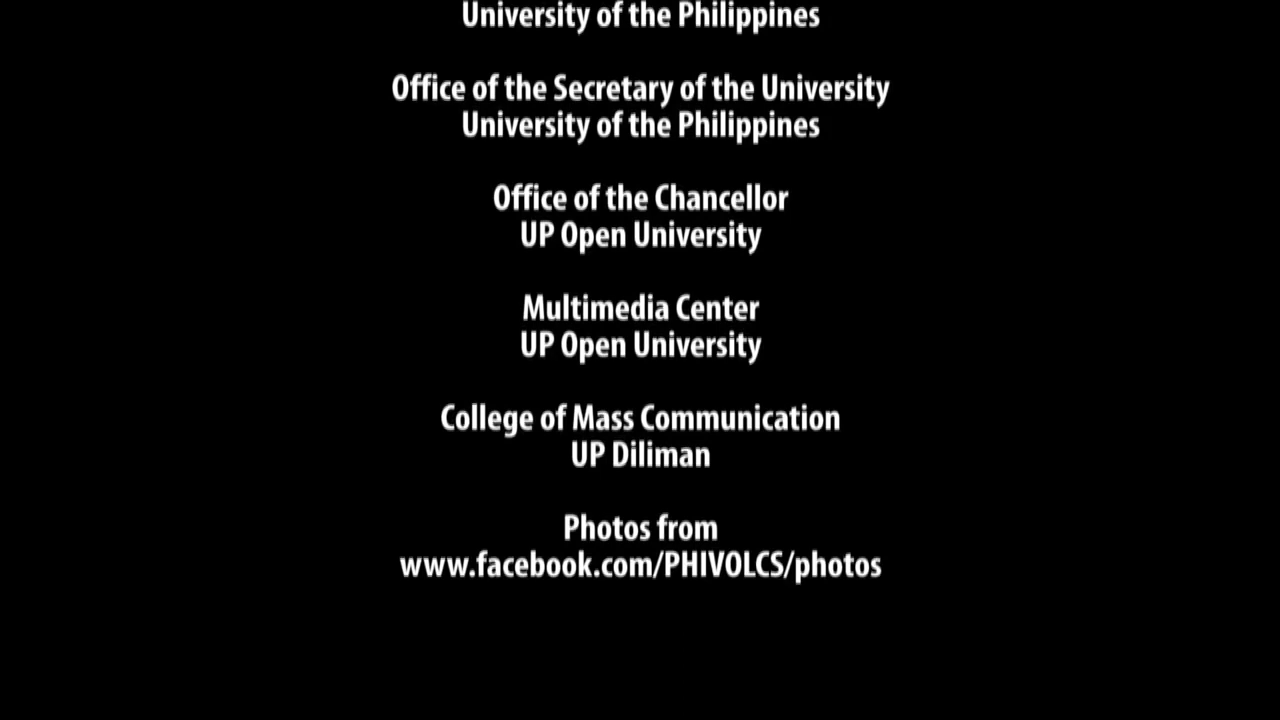 University of the Philippines
Office of the Secretary of the University
University of the Philippines
Office of the Chancellor
UP Open University
Multimedia Center
UP Open University
College of Mass Communication
UP Diliman
Photos from
www.facebook.com/PHIVOLCS/photos